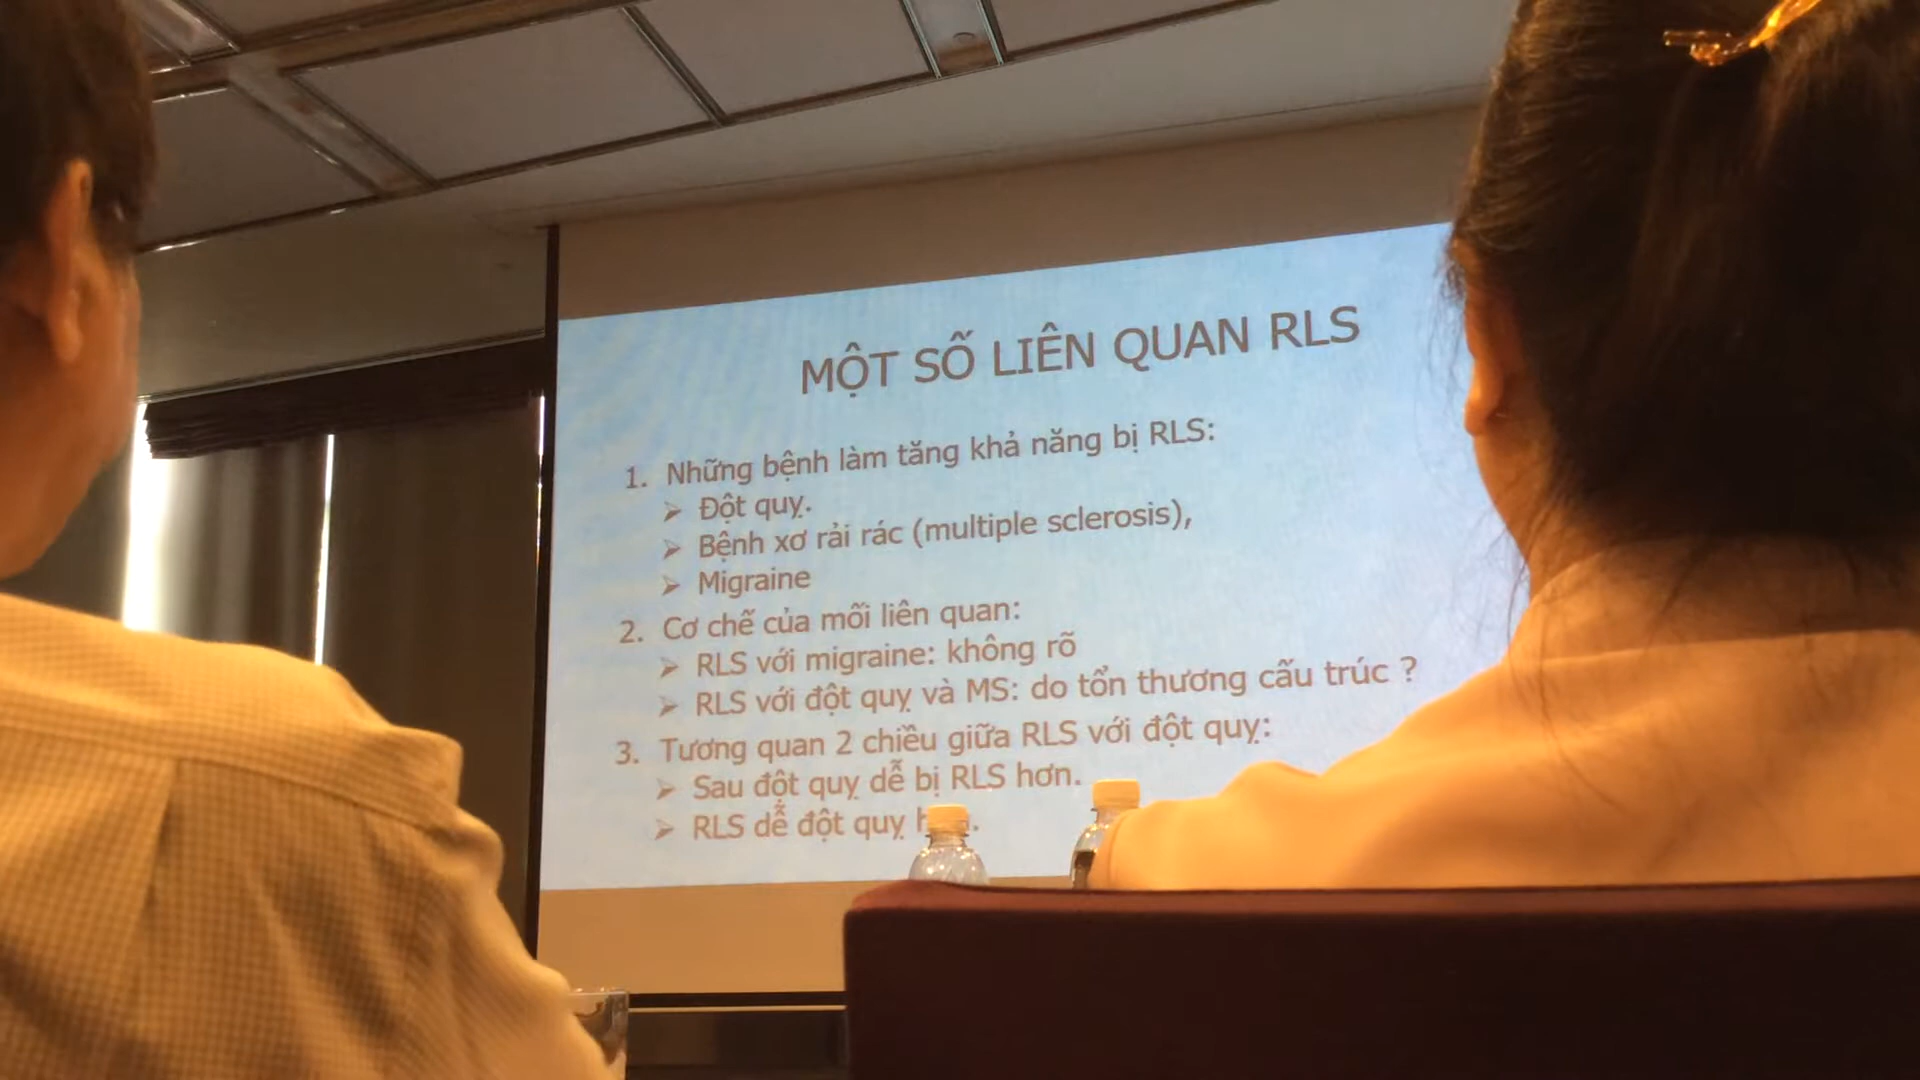 MỘT SỐ LIÊN QUAN RLS
1. Những bệnh làm tăng khả năng bị RLS:
➢ Đột quỵ.
➢ Bệnh xơ rải rác (multiple sclerosis),
➢ Migraine
2. Cơ chế của mối liên quan:
➢ RLS với migraine: không rõ
➢ RLS với đột quỵ và MS: do tổn thương cấu trúc ?
3. Tương quan 2 chiều giữa RLS với đột quỵ:
➢ Sau đột quỵ dễ bị RLS hơn.
➢ RLS dễ đột quỵ